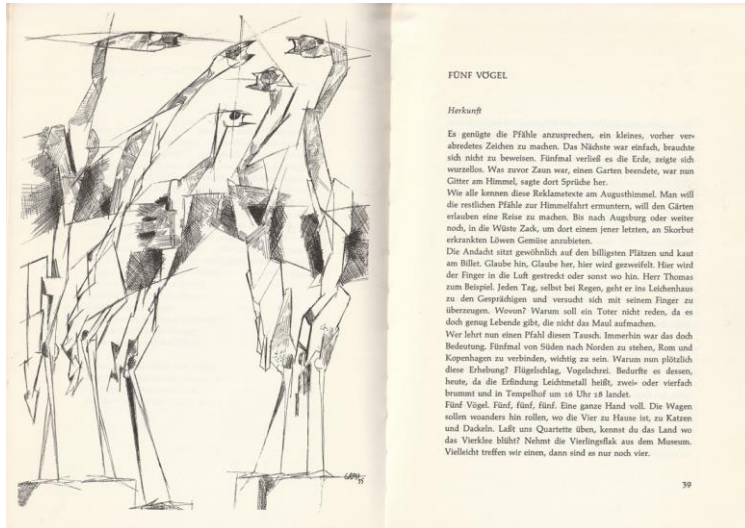 FÜNF VÖGEL
Herkunft
Es genügte die Pfähle anzusprechen, ein kleines, vorher ver-
abredetes Zeichen zu machen. Das Nächste war einfach, brauchte
sich nicht zu beweisen. Fünfmal verließ es die Erde, zeigte sich
wurzellos. Was zuvor Zaun war, einen Garten beendete, war nun
Gitter am Himmel, sagte dort Sprüche her.
Wie alle kennen diese Reklametexte am Augusthimmel. Man will
die restlichen Pfähle zur Himmelfahrt ermuntern, will den Gärten
erlauben eine Reise zu machen. Bis nach Augsburg oder weiter
noch, in die Wüste Zack, um dort einem jener letzten, an Skorbut
erkrankten Löwen Gemüse anzubieten.
Die Andacht sitzt gewöhnlich auf den billigsten Plätzen und kaut
am Billet. Glaube hin, Glaube her, hier wird gezweifelt. Hier wird
der Finger in die Luft gestreckt oder sonst wo hin. Herr Thomas
zum Beispiel. Jeden Tag, selbst bei Regen, geht er ins Leichenhaus
zu den Gesprächigen und versucht sich mit seinem Finger zu
überzeugen. Wovon? Warum soll ein Toter nicht reden, da es
doch genug Lebende gibt, die nicht das Maul aufmachen.
Wer lehrt nun einen Pfahl diesen Tausch. Immerhin war das doch
Bedeutung. Fünfmal von Süden nach Norden zu stehen, Rom und
Kopenhagen zu verbinden, wichtig zu sein. Warum nun plötzlich
diese Erhebung? Flügelschlag, Vogelschrei. Bedurfte es dessen,
heute, da die Erfindung Leichtmetall heißt, zwei- oder vierfach
brummt und in Tempelhof um 16 Uhr 18 landet.
Fünf Vögel. Fünf, fünf, fünf. Eine ganze Hand voll. Die Wagen
sollen woanders hin rollen, wo die Vier zu Hause ist, zu Katzen
und Dackeln. Laßt uns Quartette üben, kennst du das Land wo
das Vierklee blüht? Nehmt die Vierlingsflak aus dem Museum.
Vielleicht treffen wir einen, dann sind es nur noch vier.
39